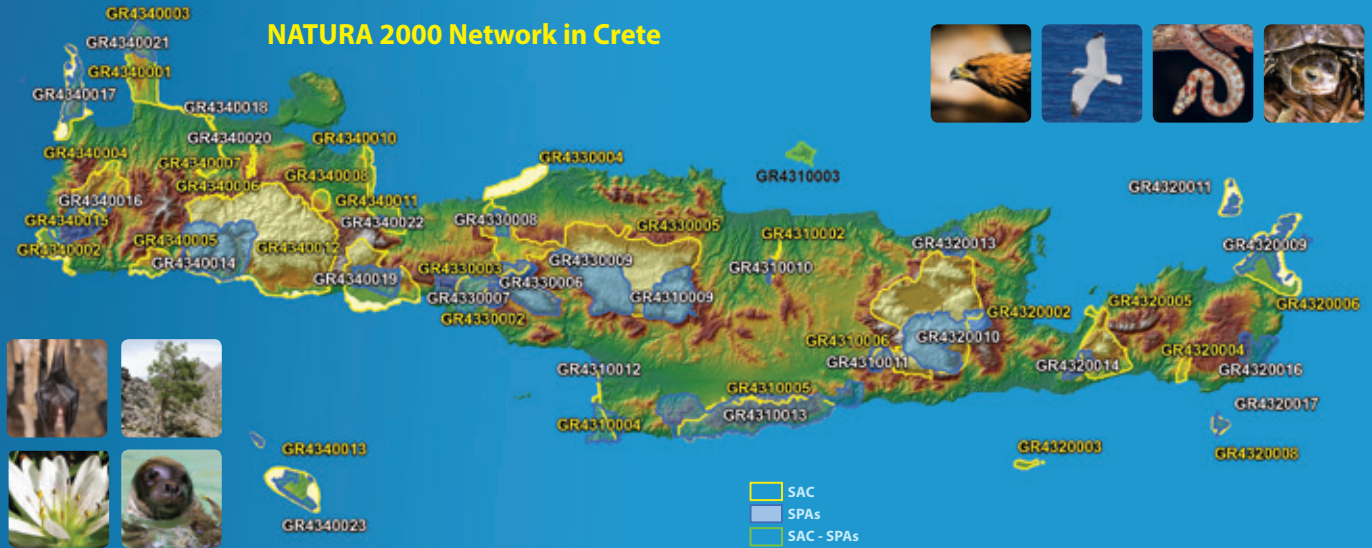 NATURA 2000 Network in Crete
GR4340003
GR4340021
GR4340001
GR4340017
GR4340018
GR4340020
GR4340010
GR4340004
GR4340007
GR4340008
GR4340006
GR4330004
GR4310003
GR4340016
GR4340011
GR4320011
GR4340015
GR4340022
GR4330008
GR4330005
GR4310002
GR4340002
GR4340005
GR4340012
GR4320013
GR4320009
GR4340014
GR4330003
GR4330009
GR4310010
GR4340019
GR4330006
GR4330007
GR4310009
GR4320005
GR4320006
GR4330002
GR4320002
GR4310006
GR4320010
GR4310011
GR4320004
GR4320014
GR4310012
GR4320016
GR4310005
GR4310013
GR4320017
GR4310004
GR4340013
GR4320003
GR4320008
GR4340023
SAC
SPAs
SAC - SPAs